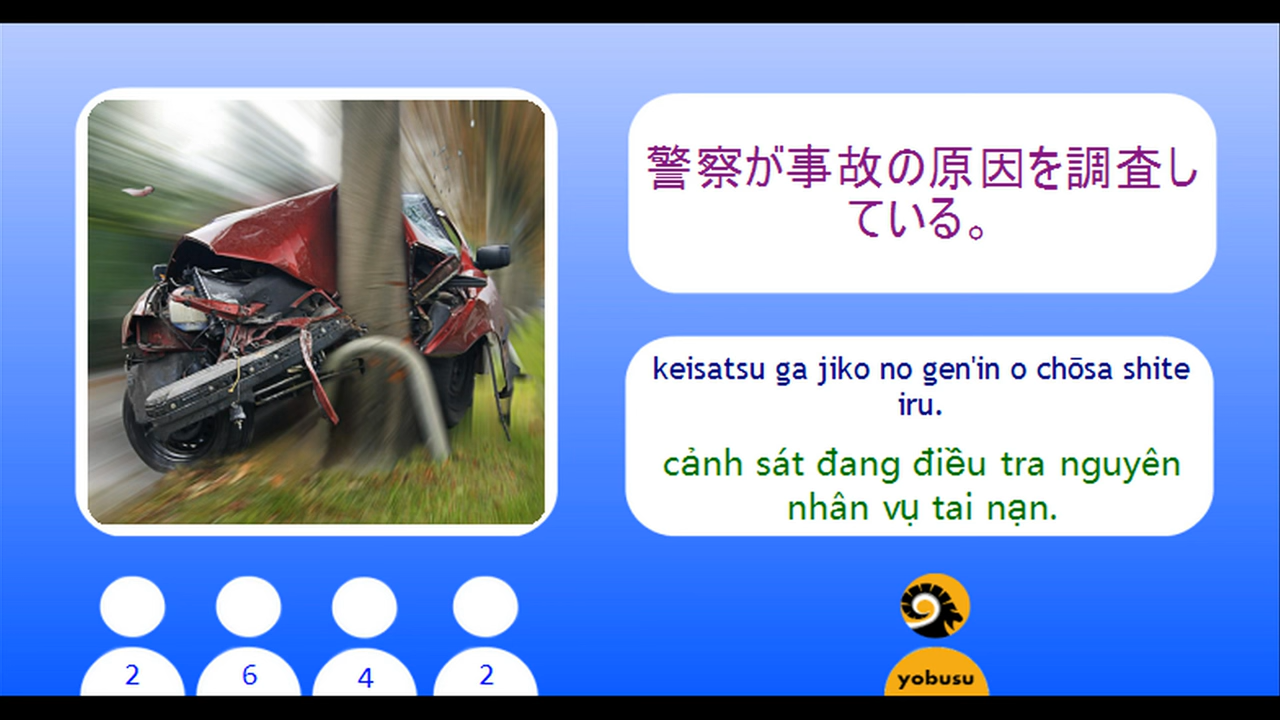 警察が事故の原因を調査し
ている。
keisatsu ga jiko no gen'in o chōsa shite
iru.
cảnh sát đang điều tra nguyên
nhân vụ tai nạn.
2
6
4
2
yobusu